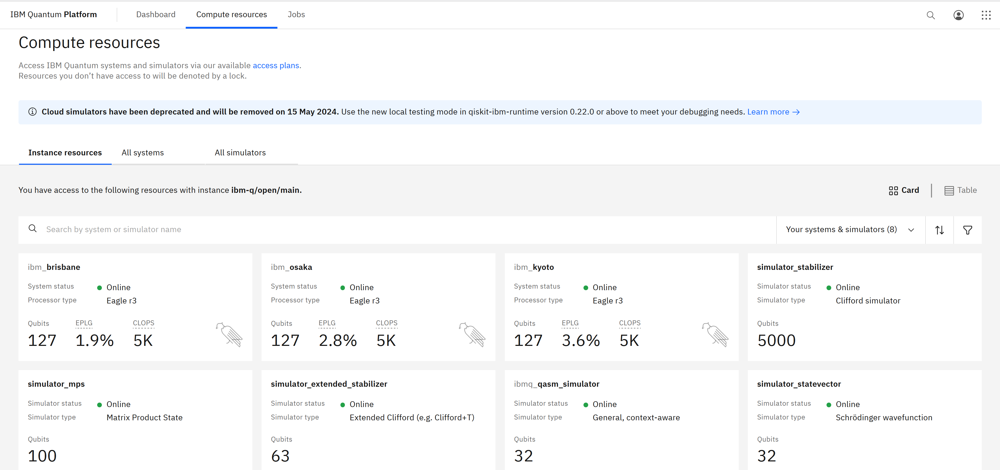 IBM Quantum Platform
Dashboard
Compute resources
Jobs
Compute resources
Access IBM Quantum systems and simulators via our available access plans.
Resources you don’t have access to will be denoted by a lock.
Cloud simulators have been deprecated and will be removed on 15 May 2024. Use the new local testing mode in qiskit-ibm-runtime version 0.22.0 or above to meet your debugging needs. Learn more →
Instance resources
All systems
All simulators
You have access to the following resources with instance ibm-q/open/main.
Card
Table
Search by system or simulator name
Your systems & simulators (8)
ibm_brisbane
System status Online
Processor type Eagle r3
Qubits EPLG CLOPS
127 1.9% 5K
ibm_osaka
System status Online
Processor type Eagle r3
Qubits EPLG CLOPS
127 2.8% 5K
ibm_kyoto
System status Online
Processor type Eagle r3
Qubits EPLG CLOPS
127 3.6% 5K
simulator_stabilizer
Simulator status Online
Simulator type Clifford simulator
Qubits
5000
simulator_mps
Simulator status Online
Simulator type Matrix Product State
Qubits
100
simulator_extended_stabilizer
Simulator status Online
Simulator type Extended Clifford (e.g. Clifford+T)
Qubits
63
ibmq_qasm_simulator
Simulator status Online
Simulator type General, context-aware
Qubits
32
simulator_statevector
Simulator status Online
Simulator type Schrödinger wavefunction
Qubits
32